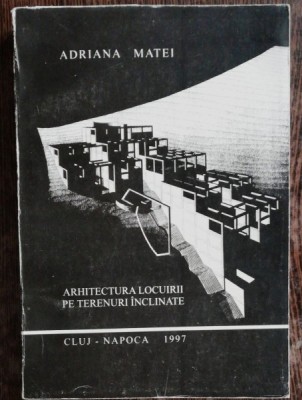 ADRIANA MATEI
ARHITECTURA LOCUIRII
PE TERENURI ÎNCLINATE
CLUJ - NAPOCA 1997